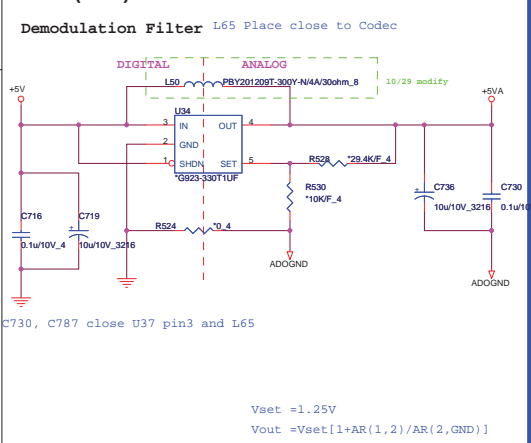 Demodulation Filter
L65 Place close to Codec
DIGITAL
ANALOG
L50
PBY201209T-300Y-N/4A/30ohm_8
10/29 modify
+5V
+5VA
U34
3
IN
OUT
4
2
GND
1
SHDN
SET
5
*G923-330T1UF
R528
*29.4K/F_4
R530
*10K/F_4
C716
0.1u/10V_4
C719
10u/10V_3216
R524
*0_4
C736
10u/10V_3216
C730
0.1u/10
ADOGND
ADOGND
C730, C787 close U37 pin3 and L65
Vset =1.25V
Vout =Vset[1+AR(1,2)/AR(2,GND)]